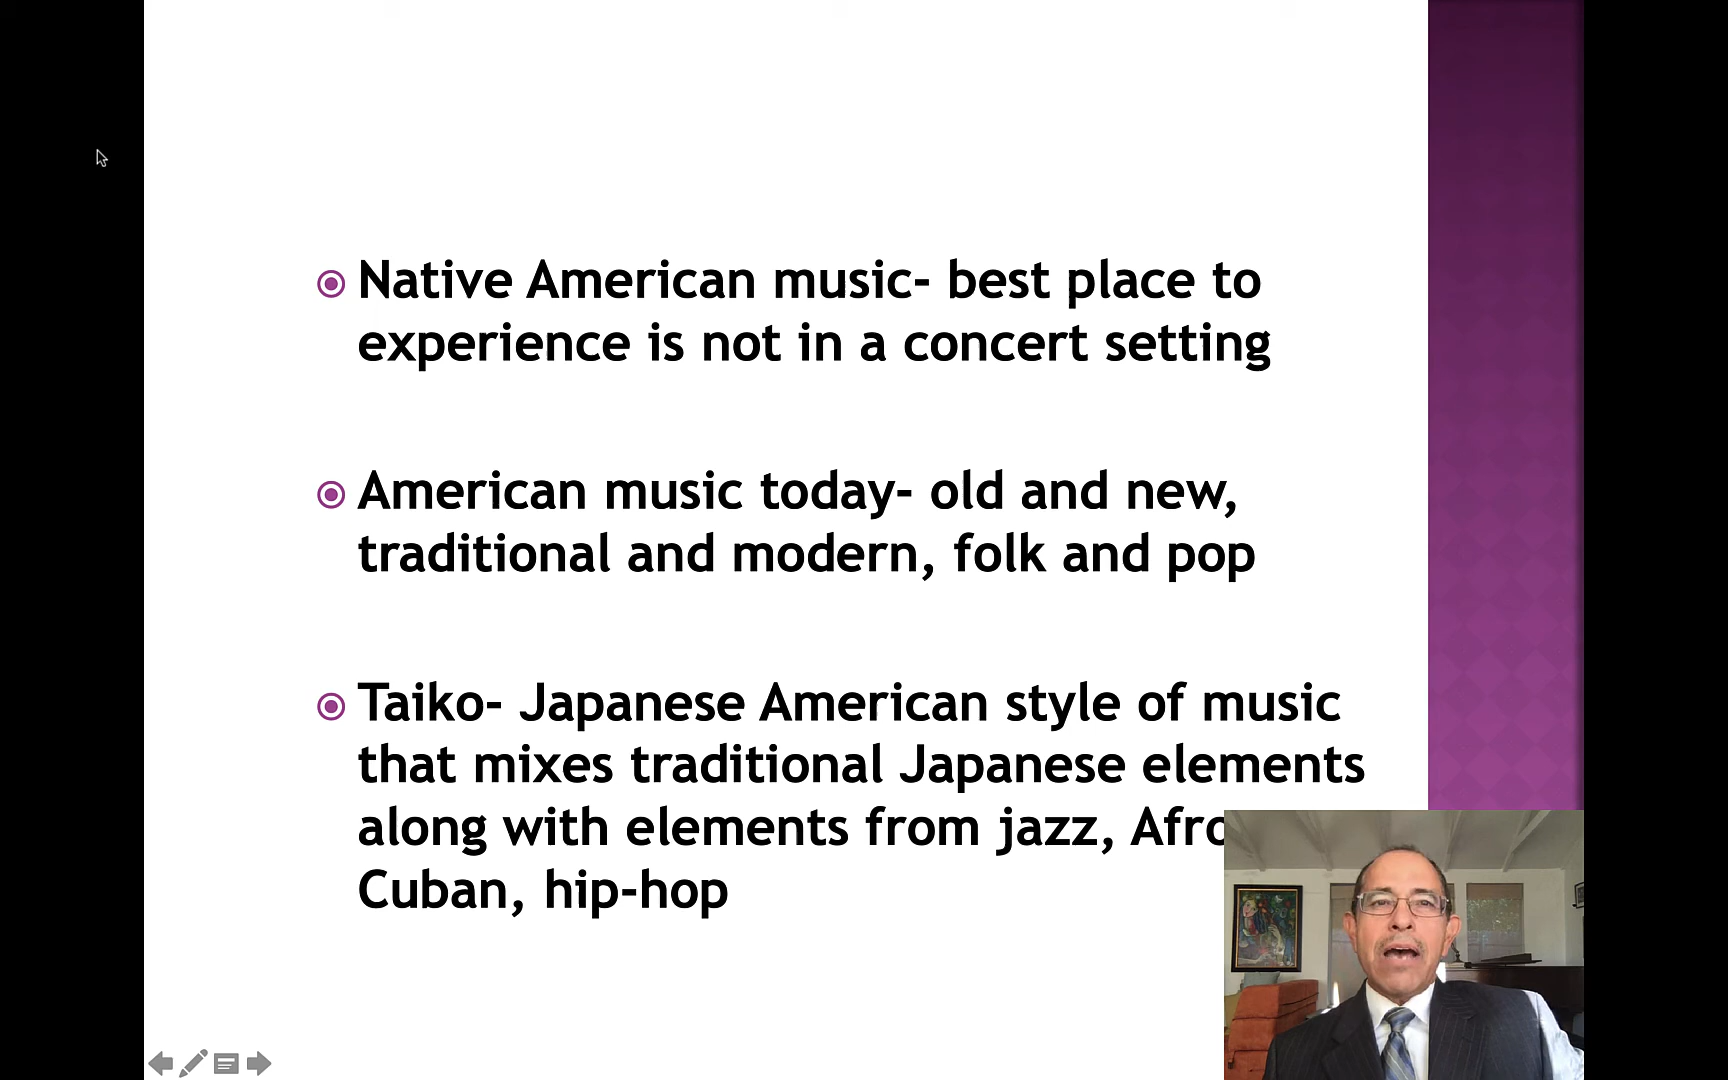 Native American music- best place to
experience is not in a concert setting
American music today- old and new,
traditional and modern, folk and pop
Taiko- Japanese American style of music
that mixes traditional Japanese elements
along with elements from jazz, Afro
Cuban, hip-hop